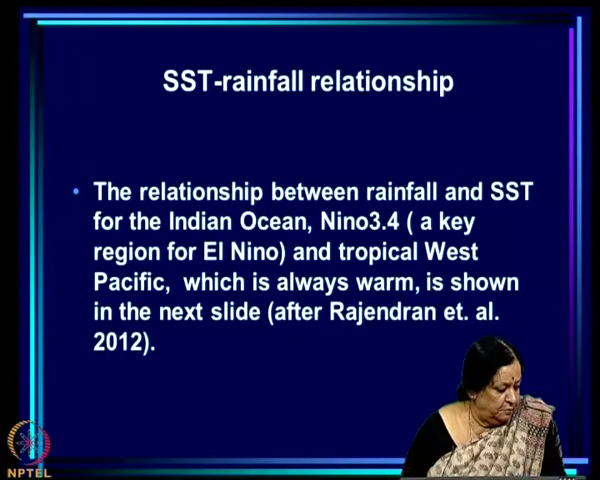 SST-rainfall relationship
• The relationship between rainfall and SST
for the Indian Ocean, Nino3.4 ( a key
region for El Nino) and tropical West
Pacific, which is always warm, is shown
in the next slide (after Rajendran et. al.
2012).
NPTEL